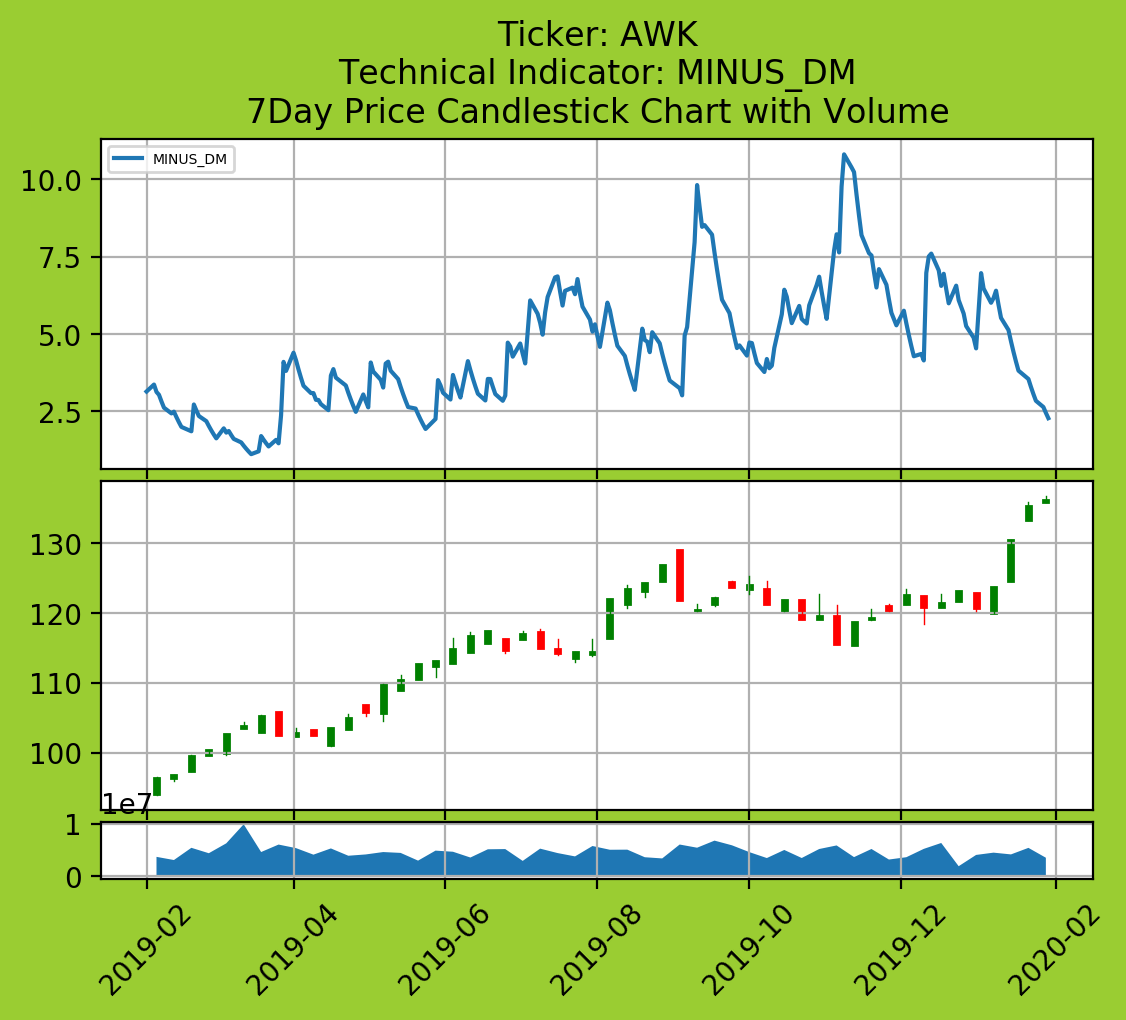 Ticker: AWK
Technical Indicator: MINUS_DM
7Day Price Candlestick Chart with Volume
MINUS_DM
10.0
7.5
5.0
2.5
130
120
110
100
1e7
1
0
2019-02 2019-04 2019-06 2019-08 2019-10 2019-12 2020-02